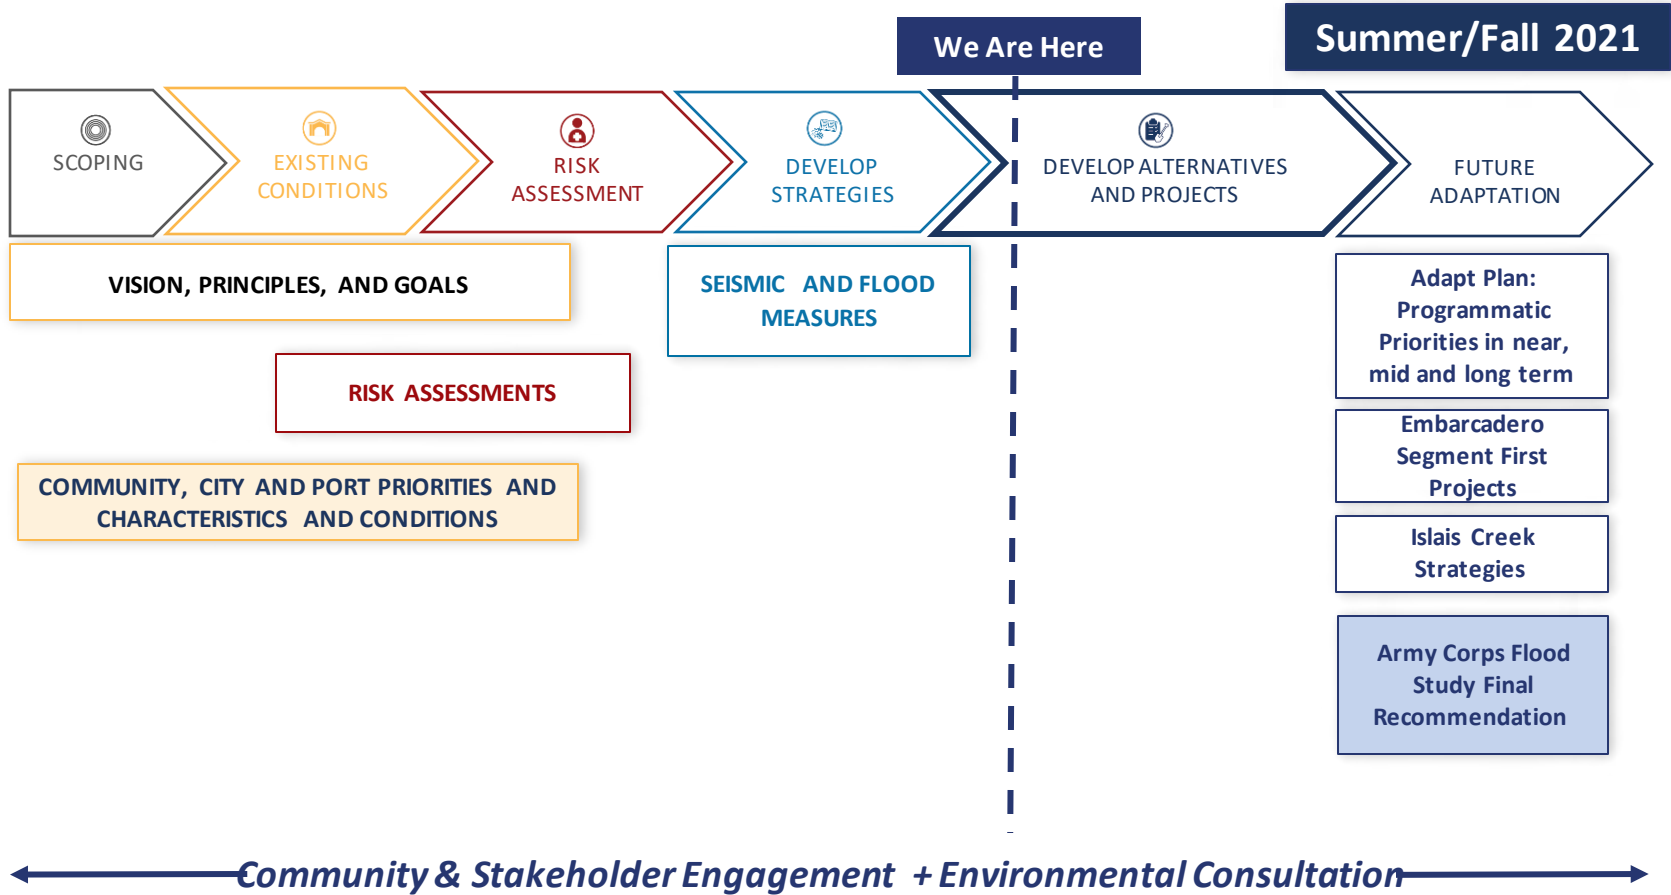 We Are Here
Summer/Fall 2021
SCOPING
EXISTING
CONDITIONS
RISK
ASSESSMENT
DEVELOP
STRATEGIES
DEVELOP ALTERNATIVES
AND PROJECTS
FUTURE
ADAPTATION
VISION, PRINCIPLES, AND GOALS
RISK ASSESSMENTS
COMMUNITY, CITY AND PORT PRIORITIES AND
CHARACTERISTICS AND CONDITIONS
SEISMIC AND FLOOD
MEASURES
Adapt Plan:
Programmatic
Priorities in near,
mid and long term
Embarcadero
Segment First
Projects
Islais Creek
Strategies
Army Corps Flood
Study Final
Recommendation
Community & Stakeholder Engagement + Environmental Consultation